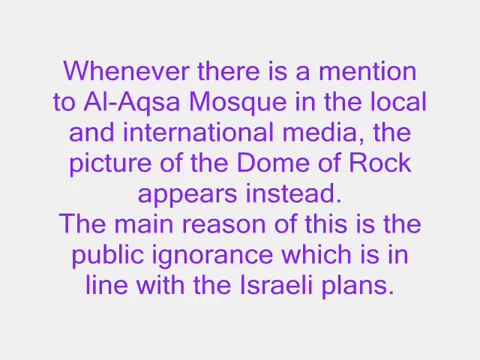 Whenever there is a mention
to Al-Aqsa Mosque in the local
and international media, the
picture of the Dome of Rock
appears instead.
The main reason of this is the
public ignorance which is in
line with the Israeli plans.